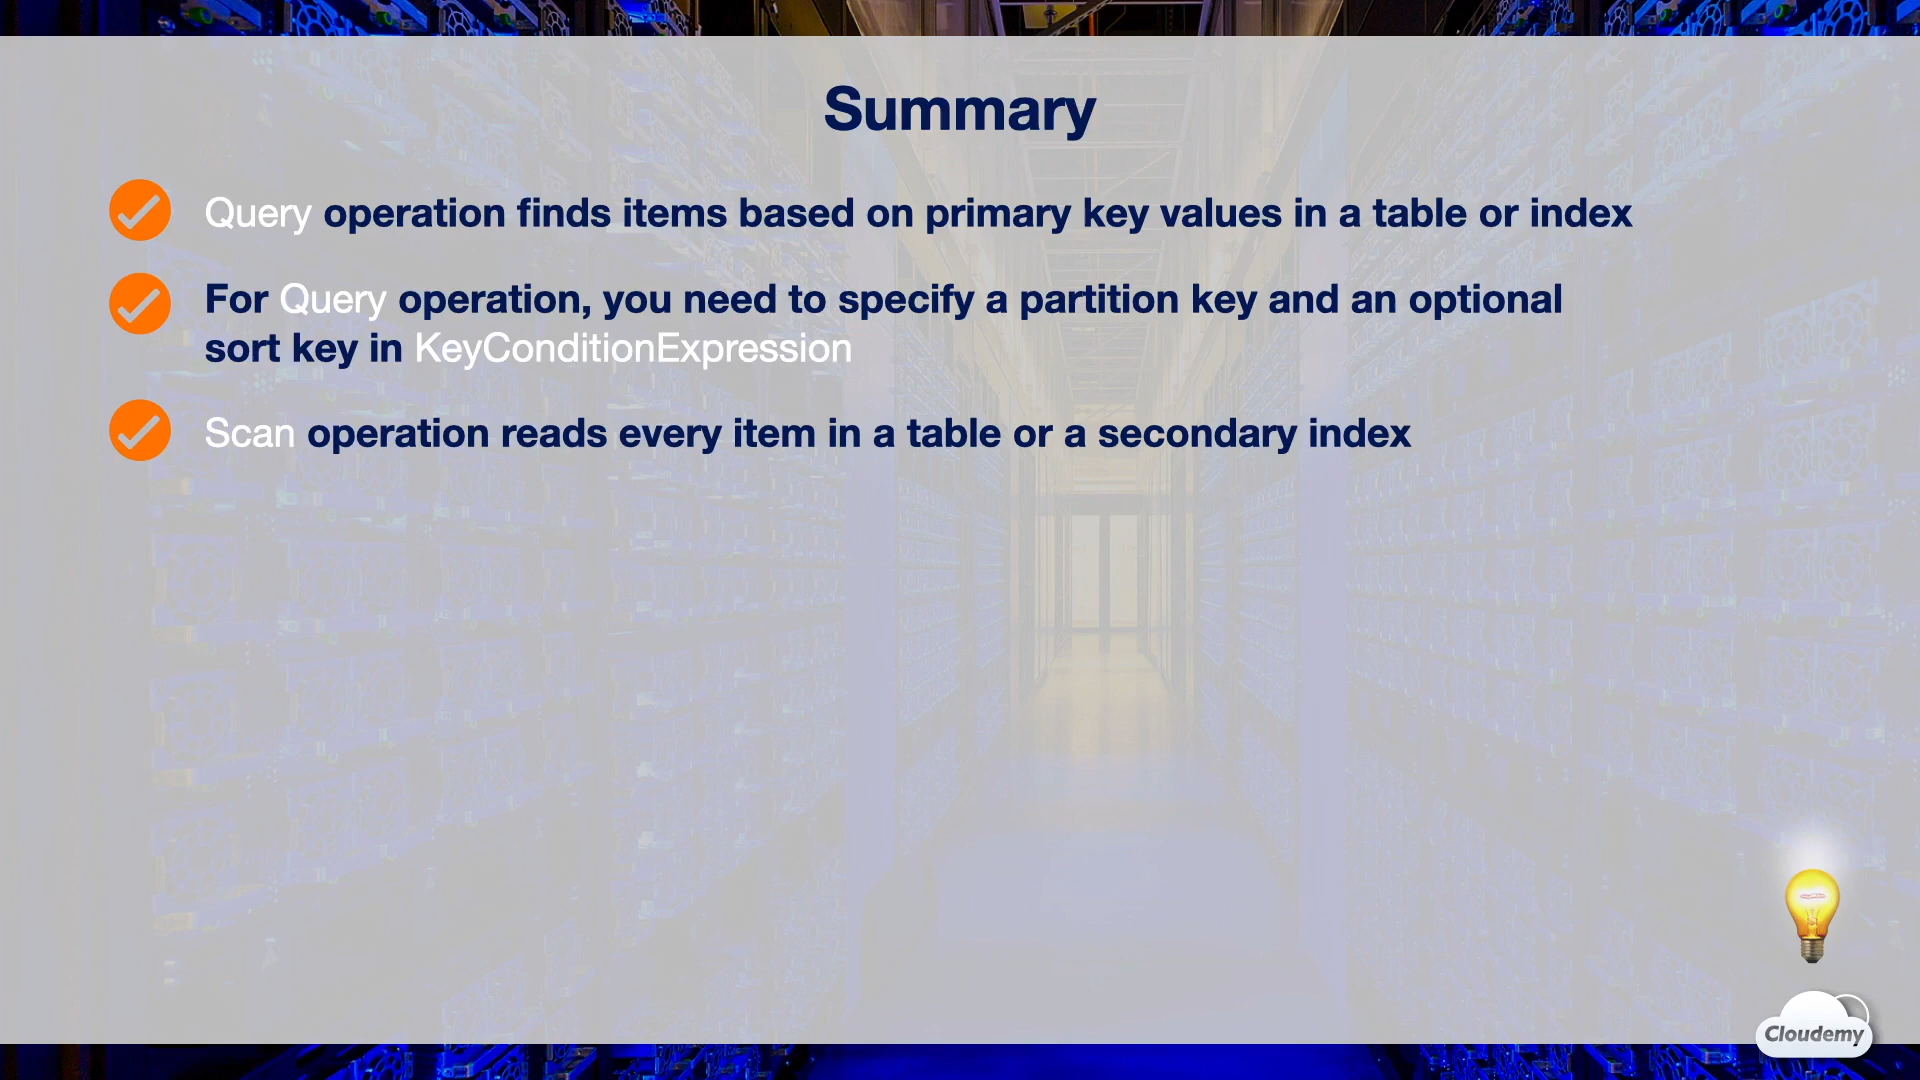 Summary
Query operation finds items based on primary key values in a table or index
For Query operation, you need to specify a partition key and an optional
sort key in KeyConditionExpression
Scan operation reads every item in a table or a secondary index
Cloudemy